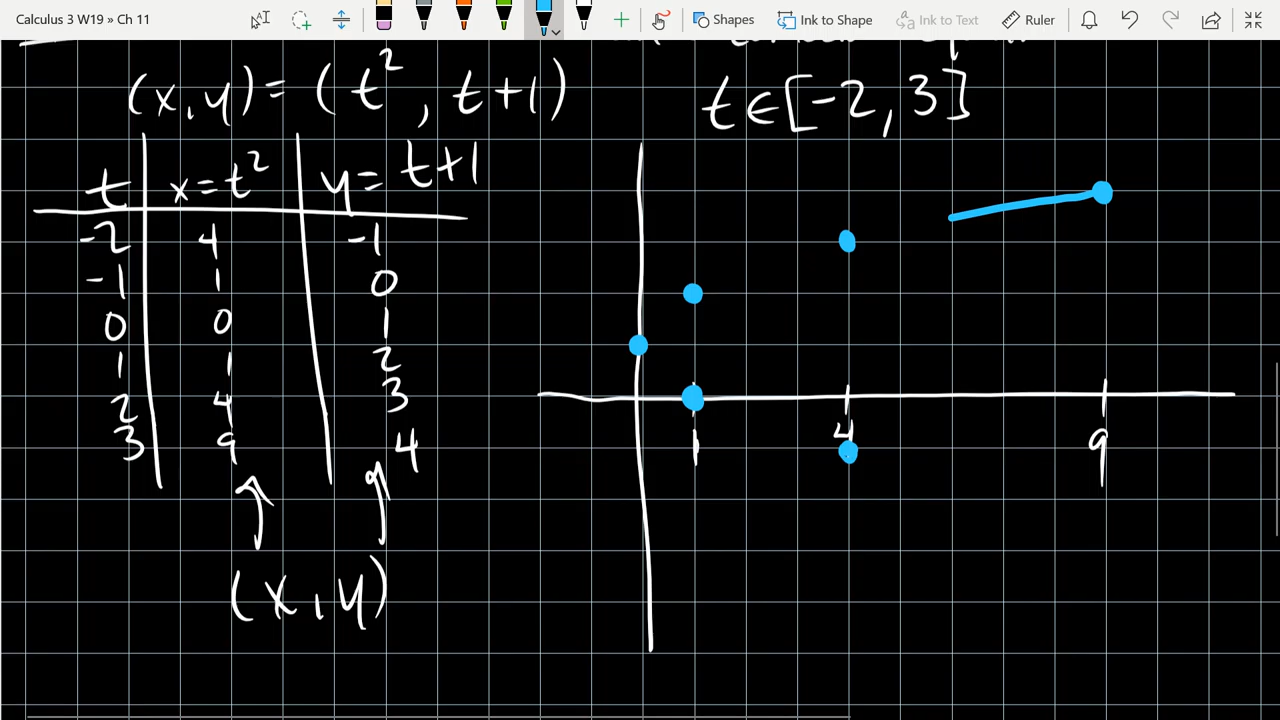 Calculus 3 W19 » Ch 11
Shapes Ink to Shape Ink to Text Ruler
(x,y) = (t², t+1) t∈[-2,3]
t x=t² y=t+1
-2 4 -1
-1 1 0
0 0 1
1 1 2
2 4 3
3 9 4
1 4 9
(x,y)